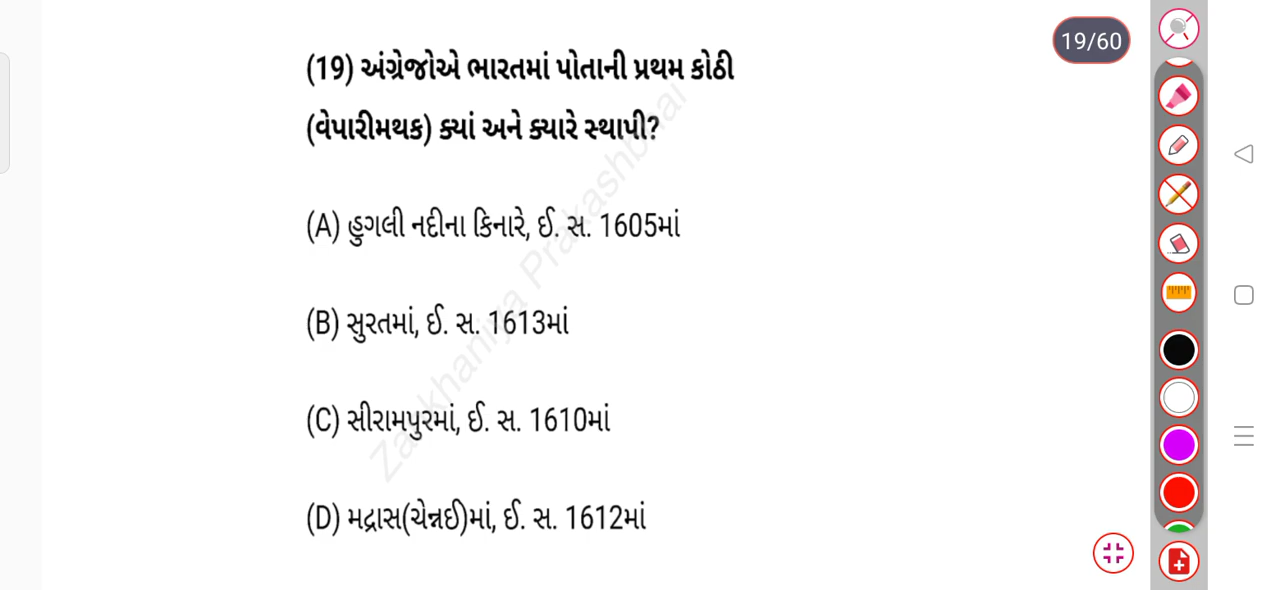 19/60
(19) અંગ્રેજોએ ભારતમાં પોતાની પ્રથમ કોઠી
(વેપારીમથક) ક્યાં અને ક્યારે સ્થાપી?
(A) હુગલી નદીના કિનારે, ઈ. સ. 1605માં
(B) સુરતમાં, ઈ. સ. 1613માં
(C) સીરામપુરમાં, ઈ. સ. 1610માં
(D) મદ્રાસ(ચેન્નઈ)માં, ઈ. સ. 1612માં